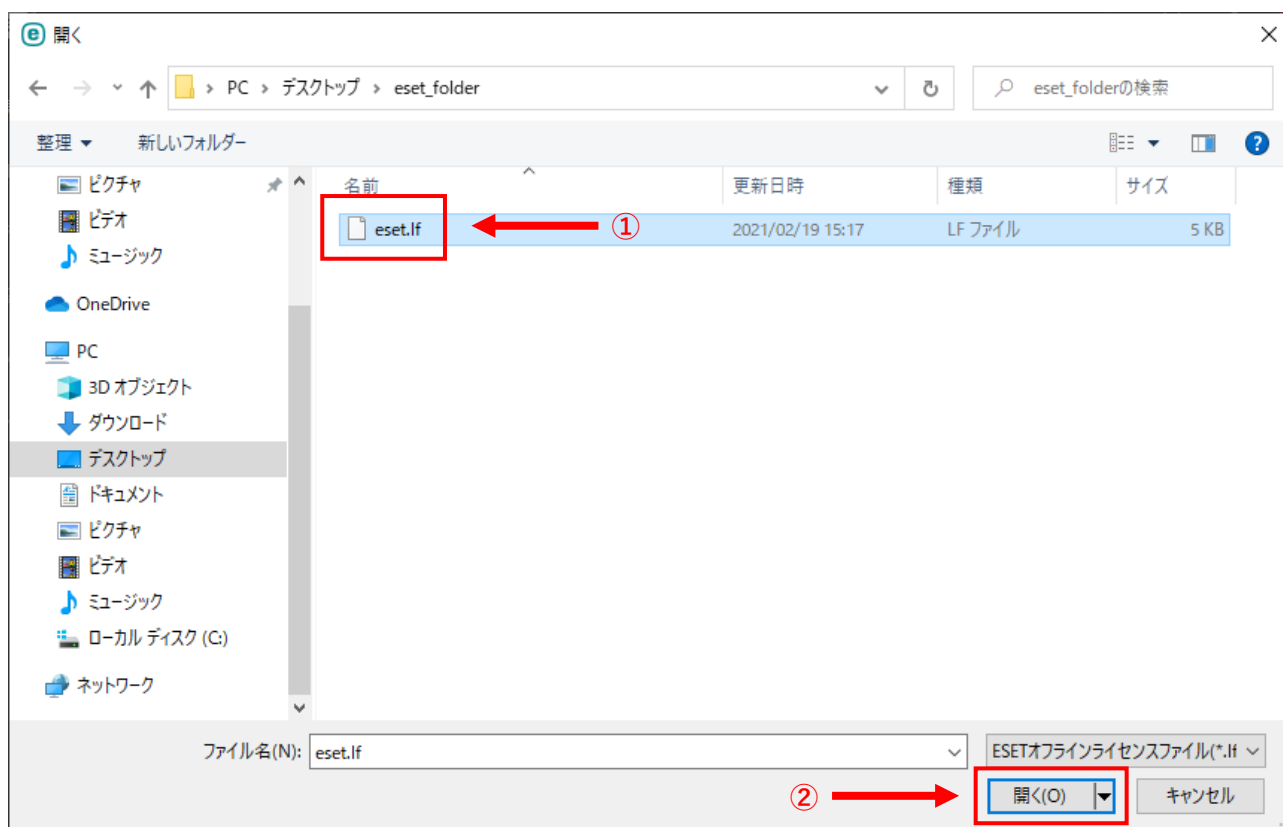 開く
PC > デスクトップ > eset_folder
eset_folderの検索
整理
新しいフォルダー
名前
更新日時
種類
サイズ
eset.lf
①
2021/02/19 15:17
LF ファイル
5 KB
ピクチャ
ビデオ
ミュージック
OneDrive
PC
3D オブジェクト
ダウンロード
デスクトップ
ドキュメント
ピクチャ
ビデオ
ミュージック
ローカル ディスク (C:)
ネットワーク
ファイル名(N):
eset.lf
ESETオフラインライセンスファイル(*.lf
②
開く(O)
キャンセル